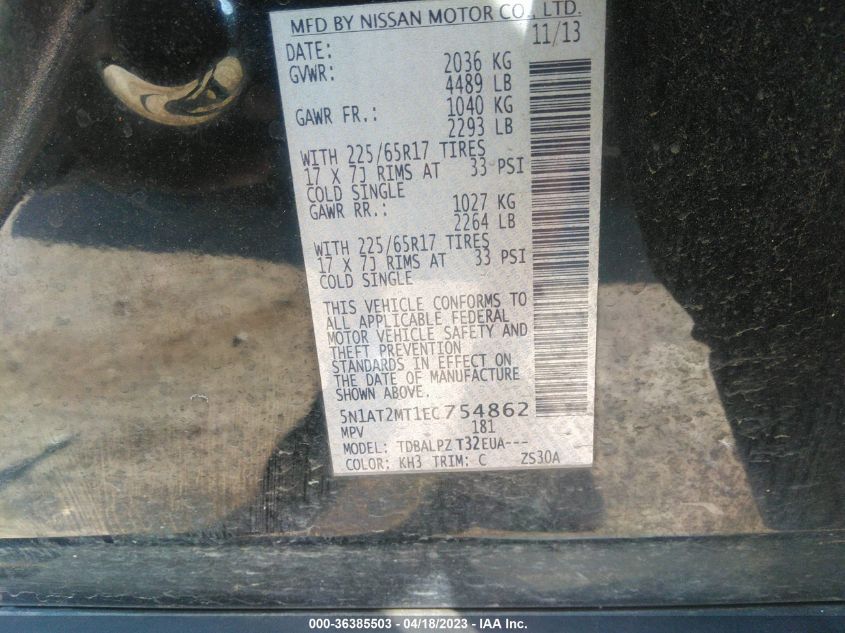 MFD BY NISSAN MOTOR CO., LTD.
DATE: 11/13
GVWR: 2036 KG
4489 LB
GAWR FR.: 1040 KG
2293 LB
WITH 225/65R17 TIRES
17 X 7J RIMS AT 33 PSI
COLD SINGLE
GAWR RR.: 1027 KG
2264 LB
WITH 225/65R17 TIRES
17 X 7J RIMS AT 33 PSI
COLD SINGLE
THIS VEHICLE CONFORMS TO
ALL APPLICABLE FEDERAL
MOTOR VEHICLE SAFETY AND
THEFT PREVENTION
STANDARDS IN EFFECT ON
THE DATE OF MANUFACTURE
SHOWN ABOVE.
5N1AT2MT1EC754862
MPV 181
MODEL: TDBALPZ T32EUA---
COLOR: KH3 TRIM: C ZS30A
000-36385503 - 04/18/2023 - IAA Inc.